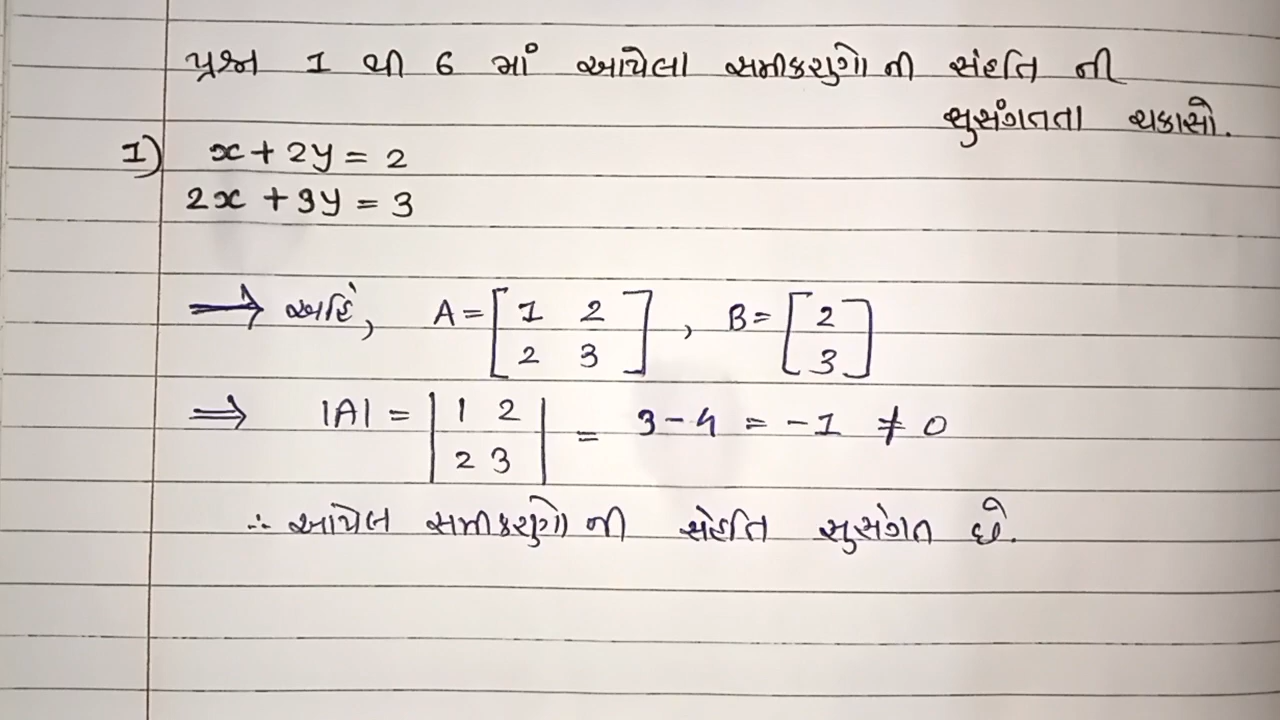 પ્રશ્ન 1 થી 6 માં આપેલા સમીકરણો ની સંહતિ ની
સુસંગતતા ચકાસો.
1) x + 2y = 2
2x + 3y = 3
⟹ અહિં, A = [1 2; 2 3], B = [2; 3]
⟹ |A| = |1 2; 2 3| = 3 - 4 = -1 ≠ 0
∴ આપેલ સમીકરણો ની સંહતિ સુસંગત છે.